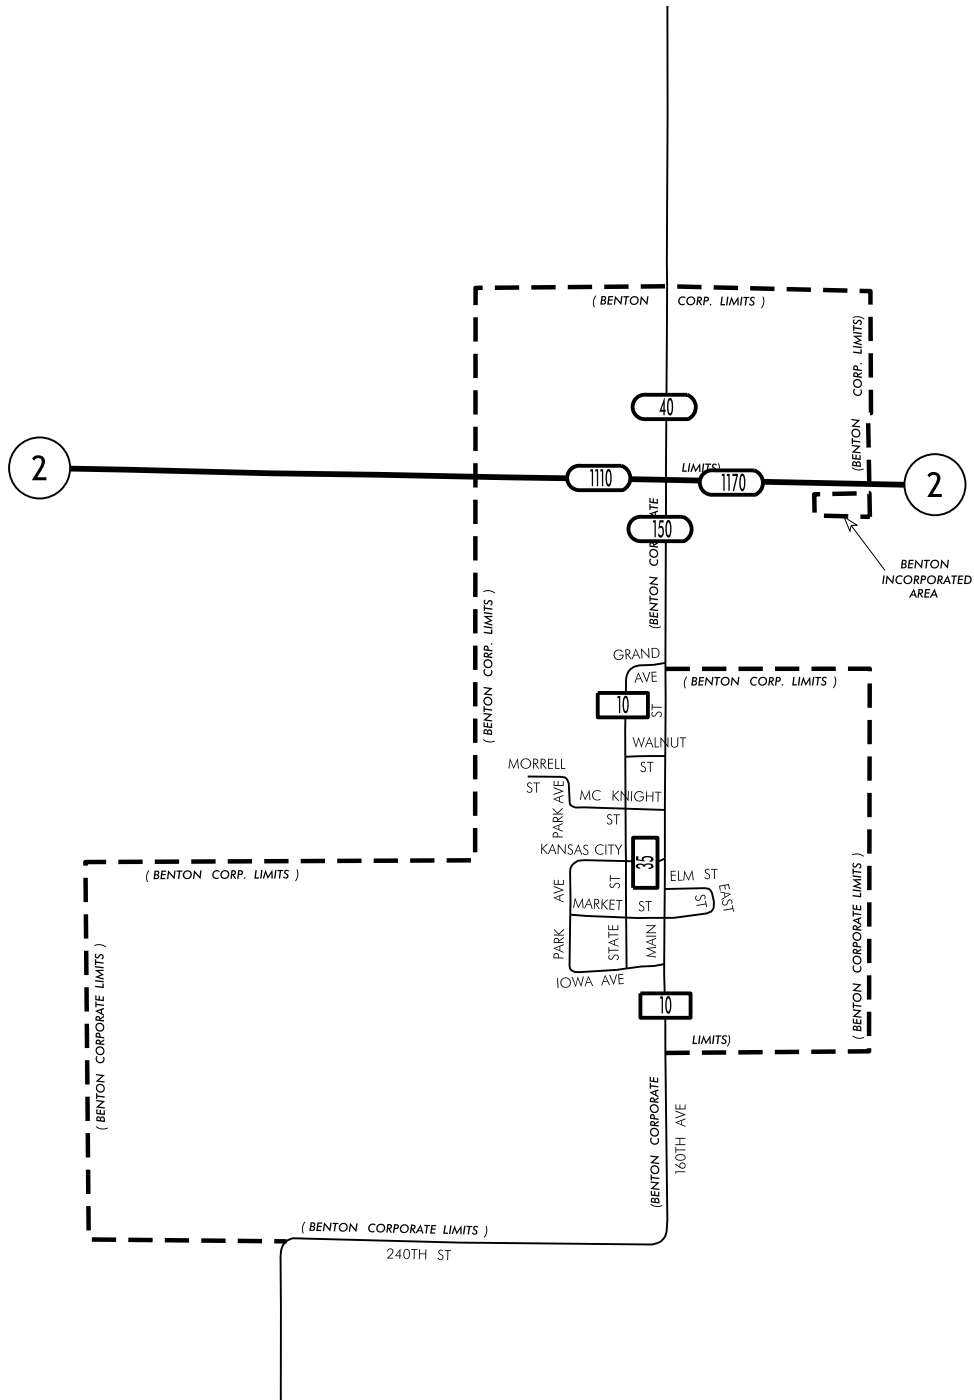 ( BENTON CORP. LIMITS )
(BENTON CORP. LIMITS)
40
2
LIMITS)
1110
1170
2
(BENTON CORPORATE
150
BENTON
INCORPORATED
AREA
( BENTON CORP. LIMITS )
GRAND
AVE
( BENTON CORP. LIMITS )
10
ST
WALNUT
ST
MORRELL
ST
PARK AVE
MC KNIGHT
ST
KANSAS CITY
35
( BENTON CORP. LIMITS )
ELM ST
EAST
ST
PARK AVE
MARKET ST
STATE ST
MAIN
IOWA AVE
( BENTON CORPORATE LIMITS )
( BENTON CORPORATE LIMITS )
10
LIMITS)
(BENTON CORPORATE
160TH AVE
( BENTON CORPORATE LIMITS )
240TH ST